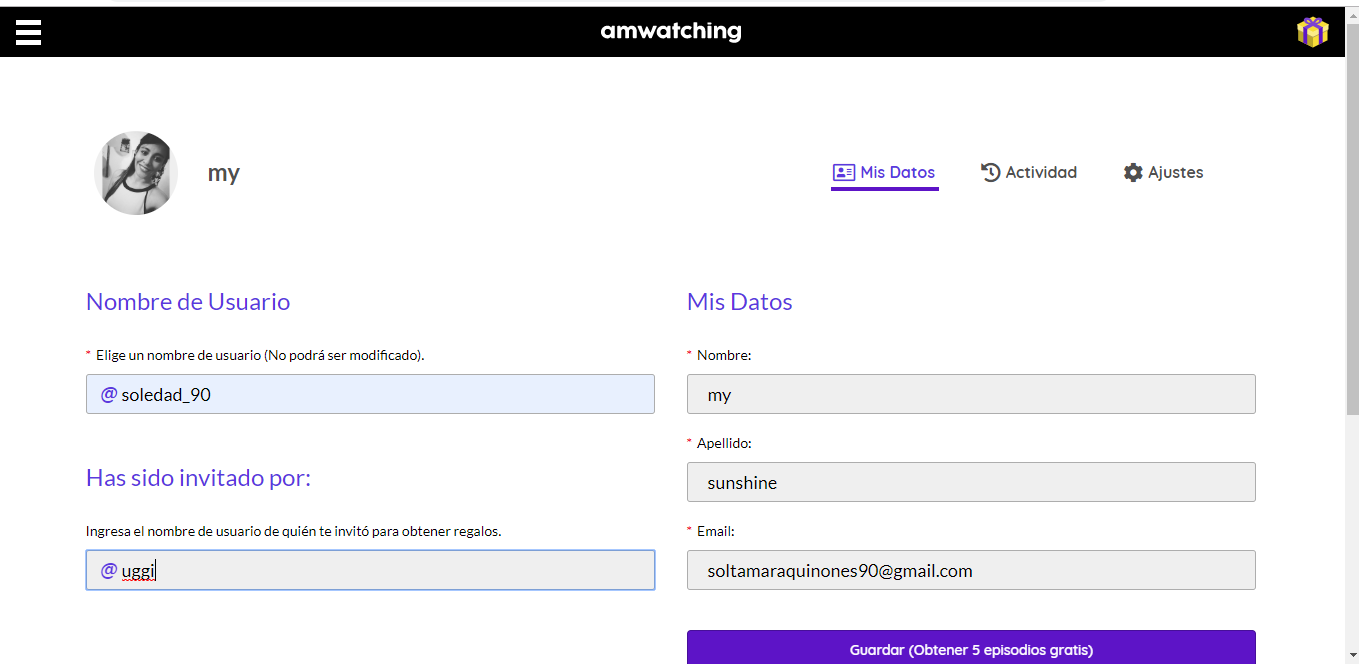 amwatching
my
Mis Datos
Actividad
Ajustes
Nombre de Usuario
* Elige un nombre de usuario (No podrá ser modificado).
@ soledad_90
Has sido invitado por:
Ingresa el nombre de usuario de quién te invitó para obtener regalos.
@ uggi
Mis Datos
* Nombre:
my
* Apellido:
sunshine
* Email:
soltamaraquinones90@gmail.com
Guardar (Obtener 5 episodios gratis)